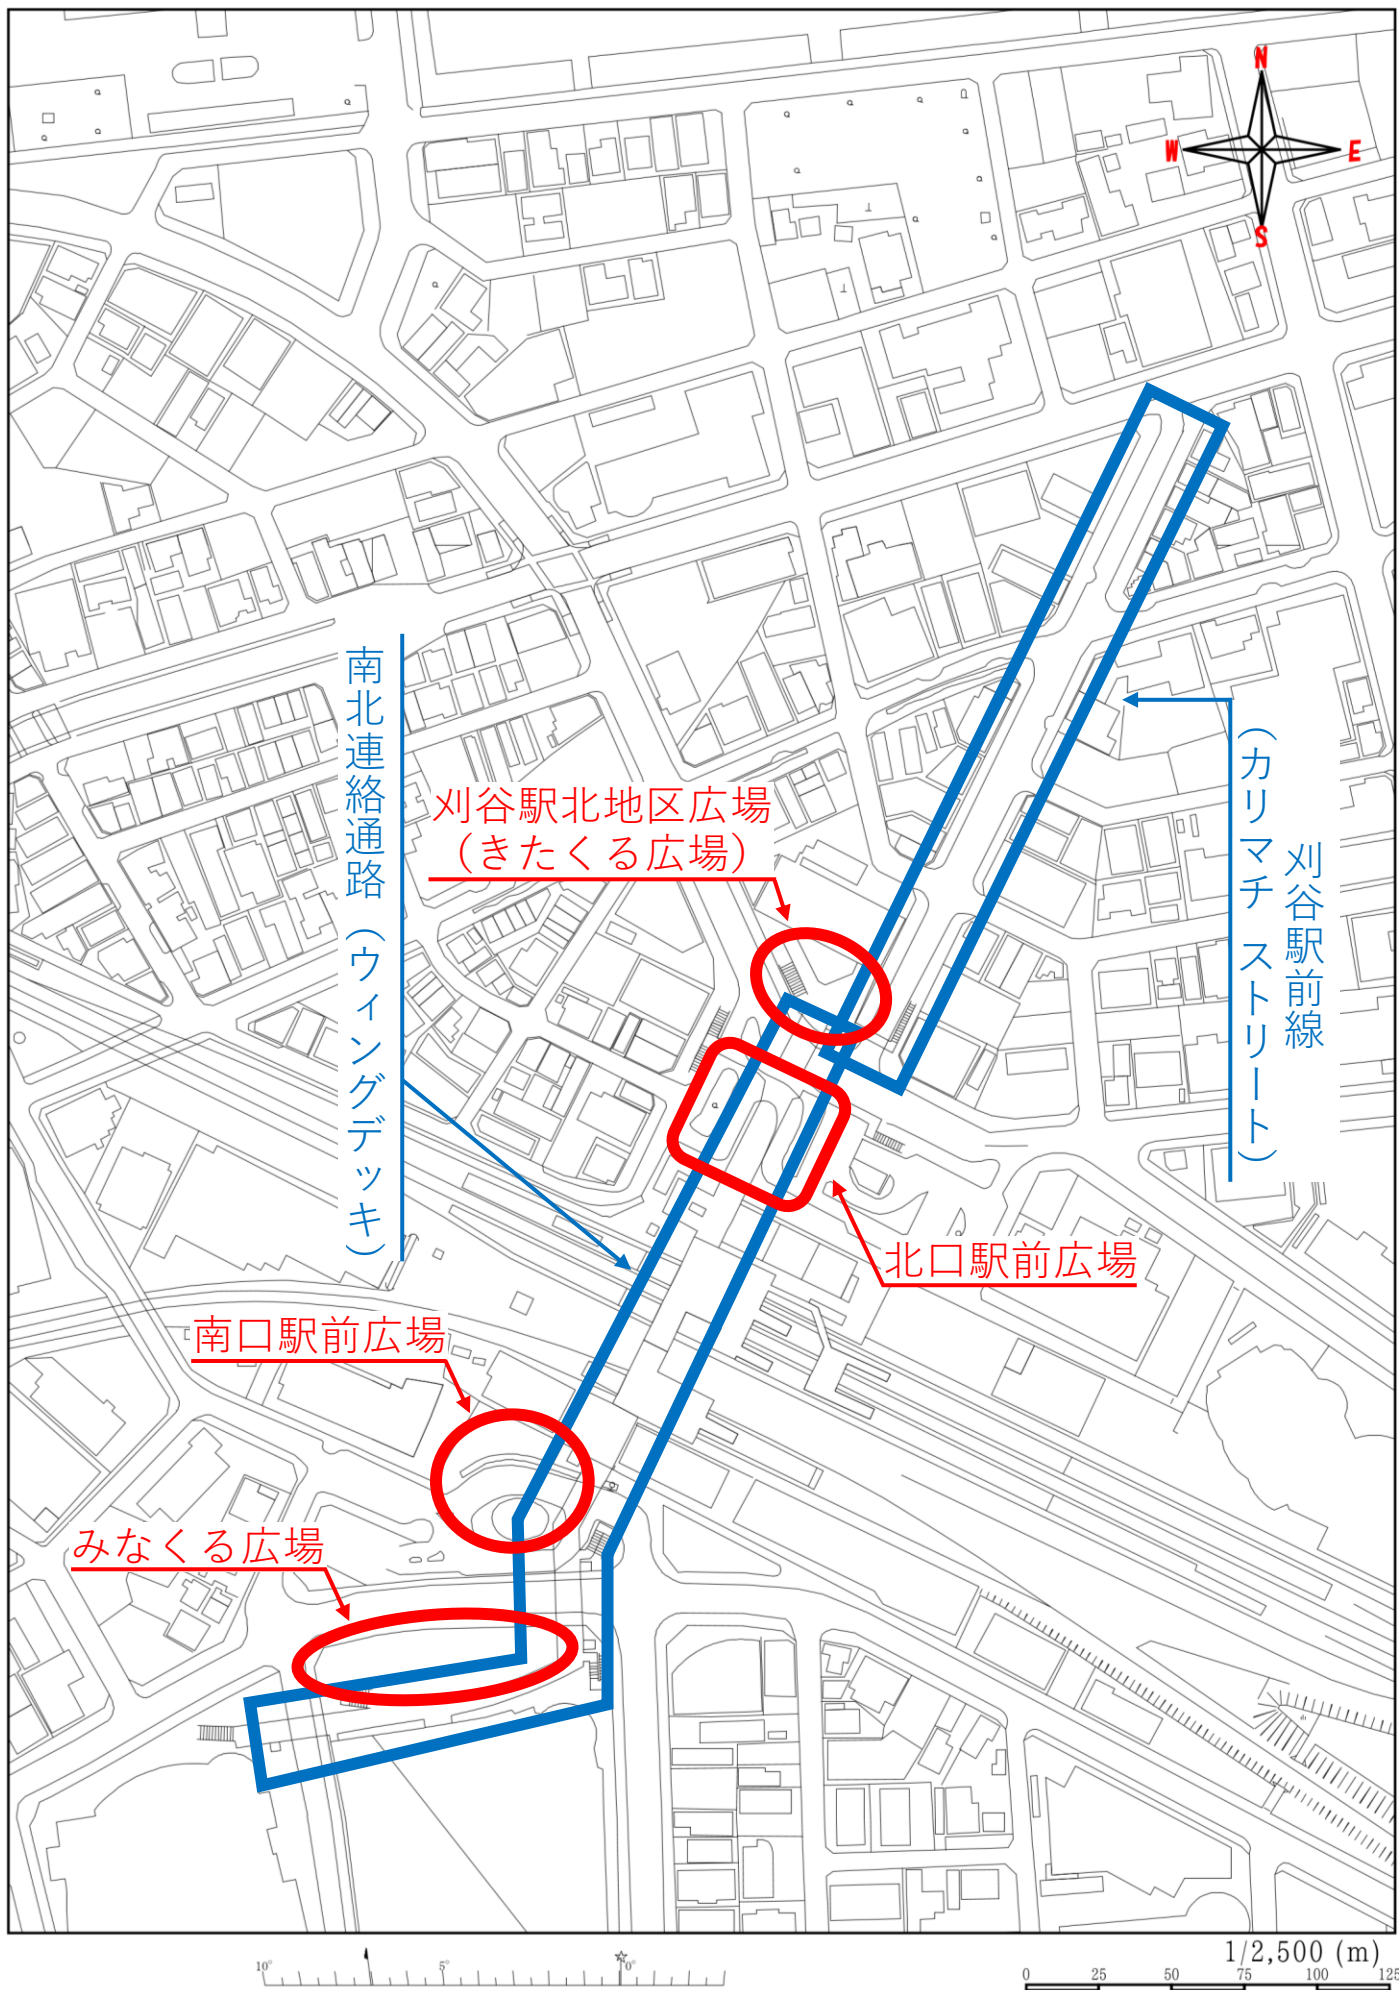 N
W E
S
南北連絡通路（ウィングデッキ）
刈谷駅北地区広場
（きたくる広場）
刈谷駅前線
（カリマチ ストリート）
北口駅前広場
南口駅前広場
みなくる広場
1/2,500 (m)
10° 5° 0°
0 25 50 75 100 125